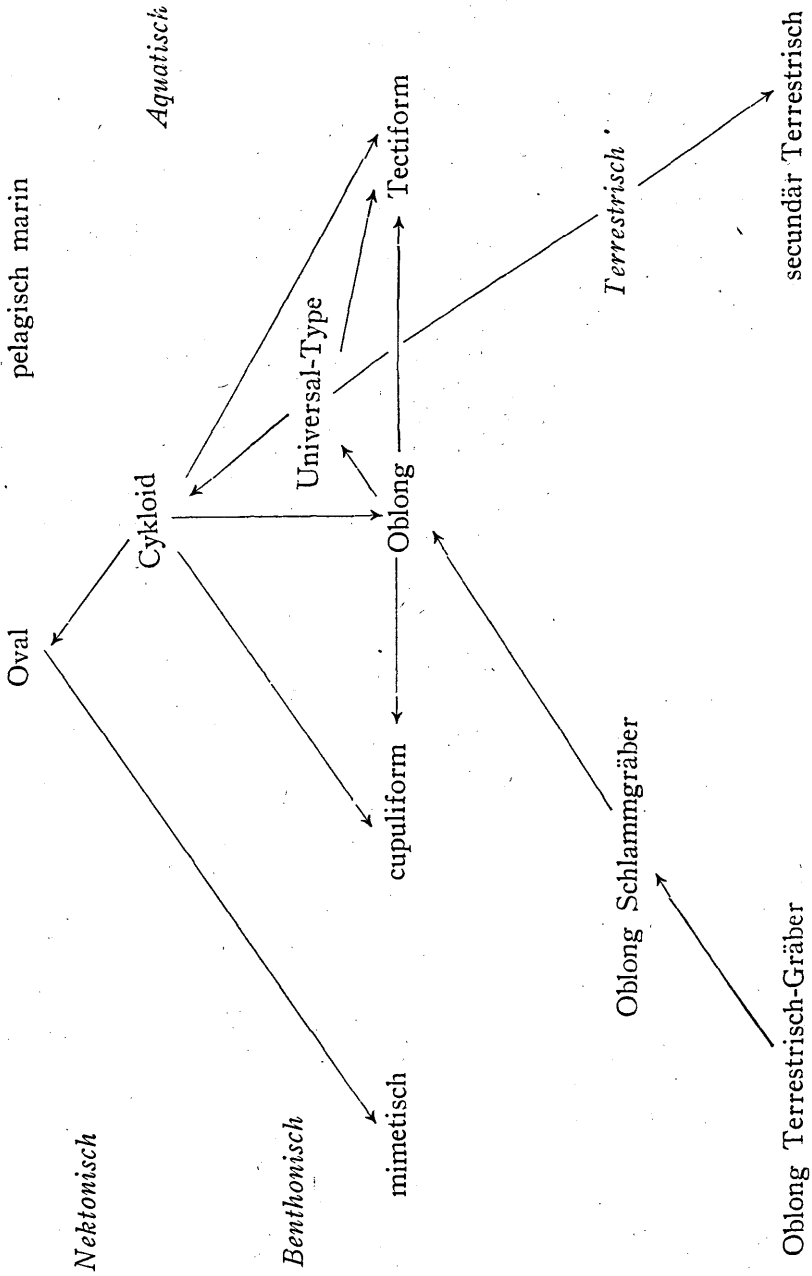 Oval
pelagisch marin
Nektonisch
Cykloid
Aquatisch
Benthonisch
Universal-Type
mimetisch
cupuliform
Oblong
Tectiform
Oblong Schlammgräber
Terrestrisch
Oblong Terrestrisch-Gräber
secundär Terrestrisch